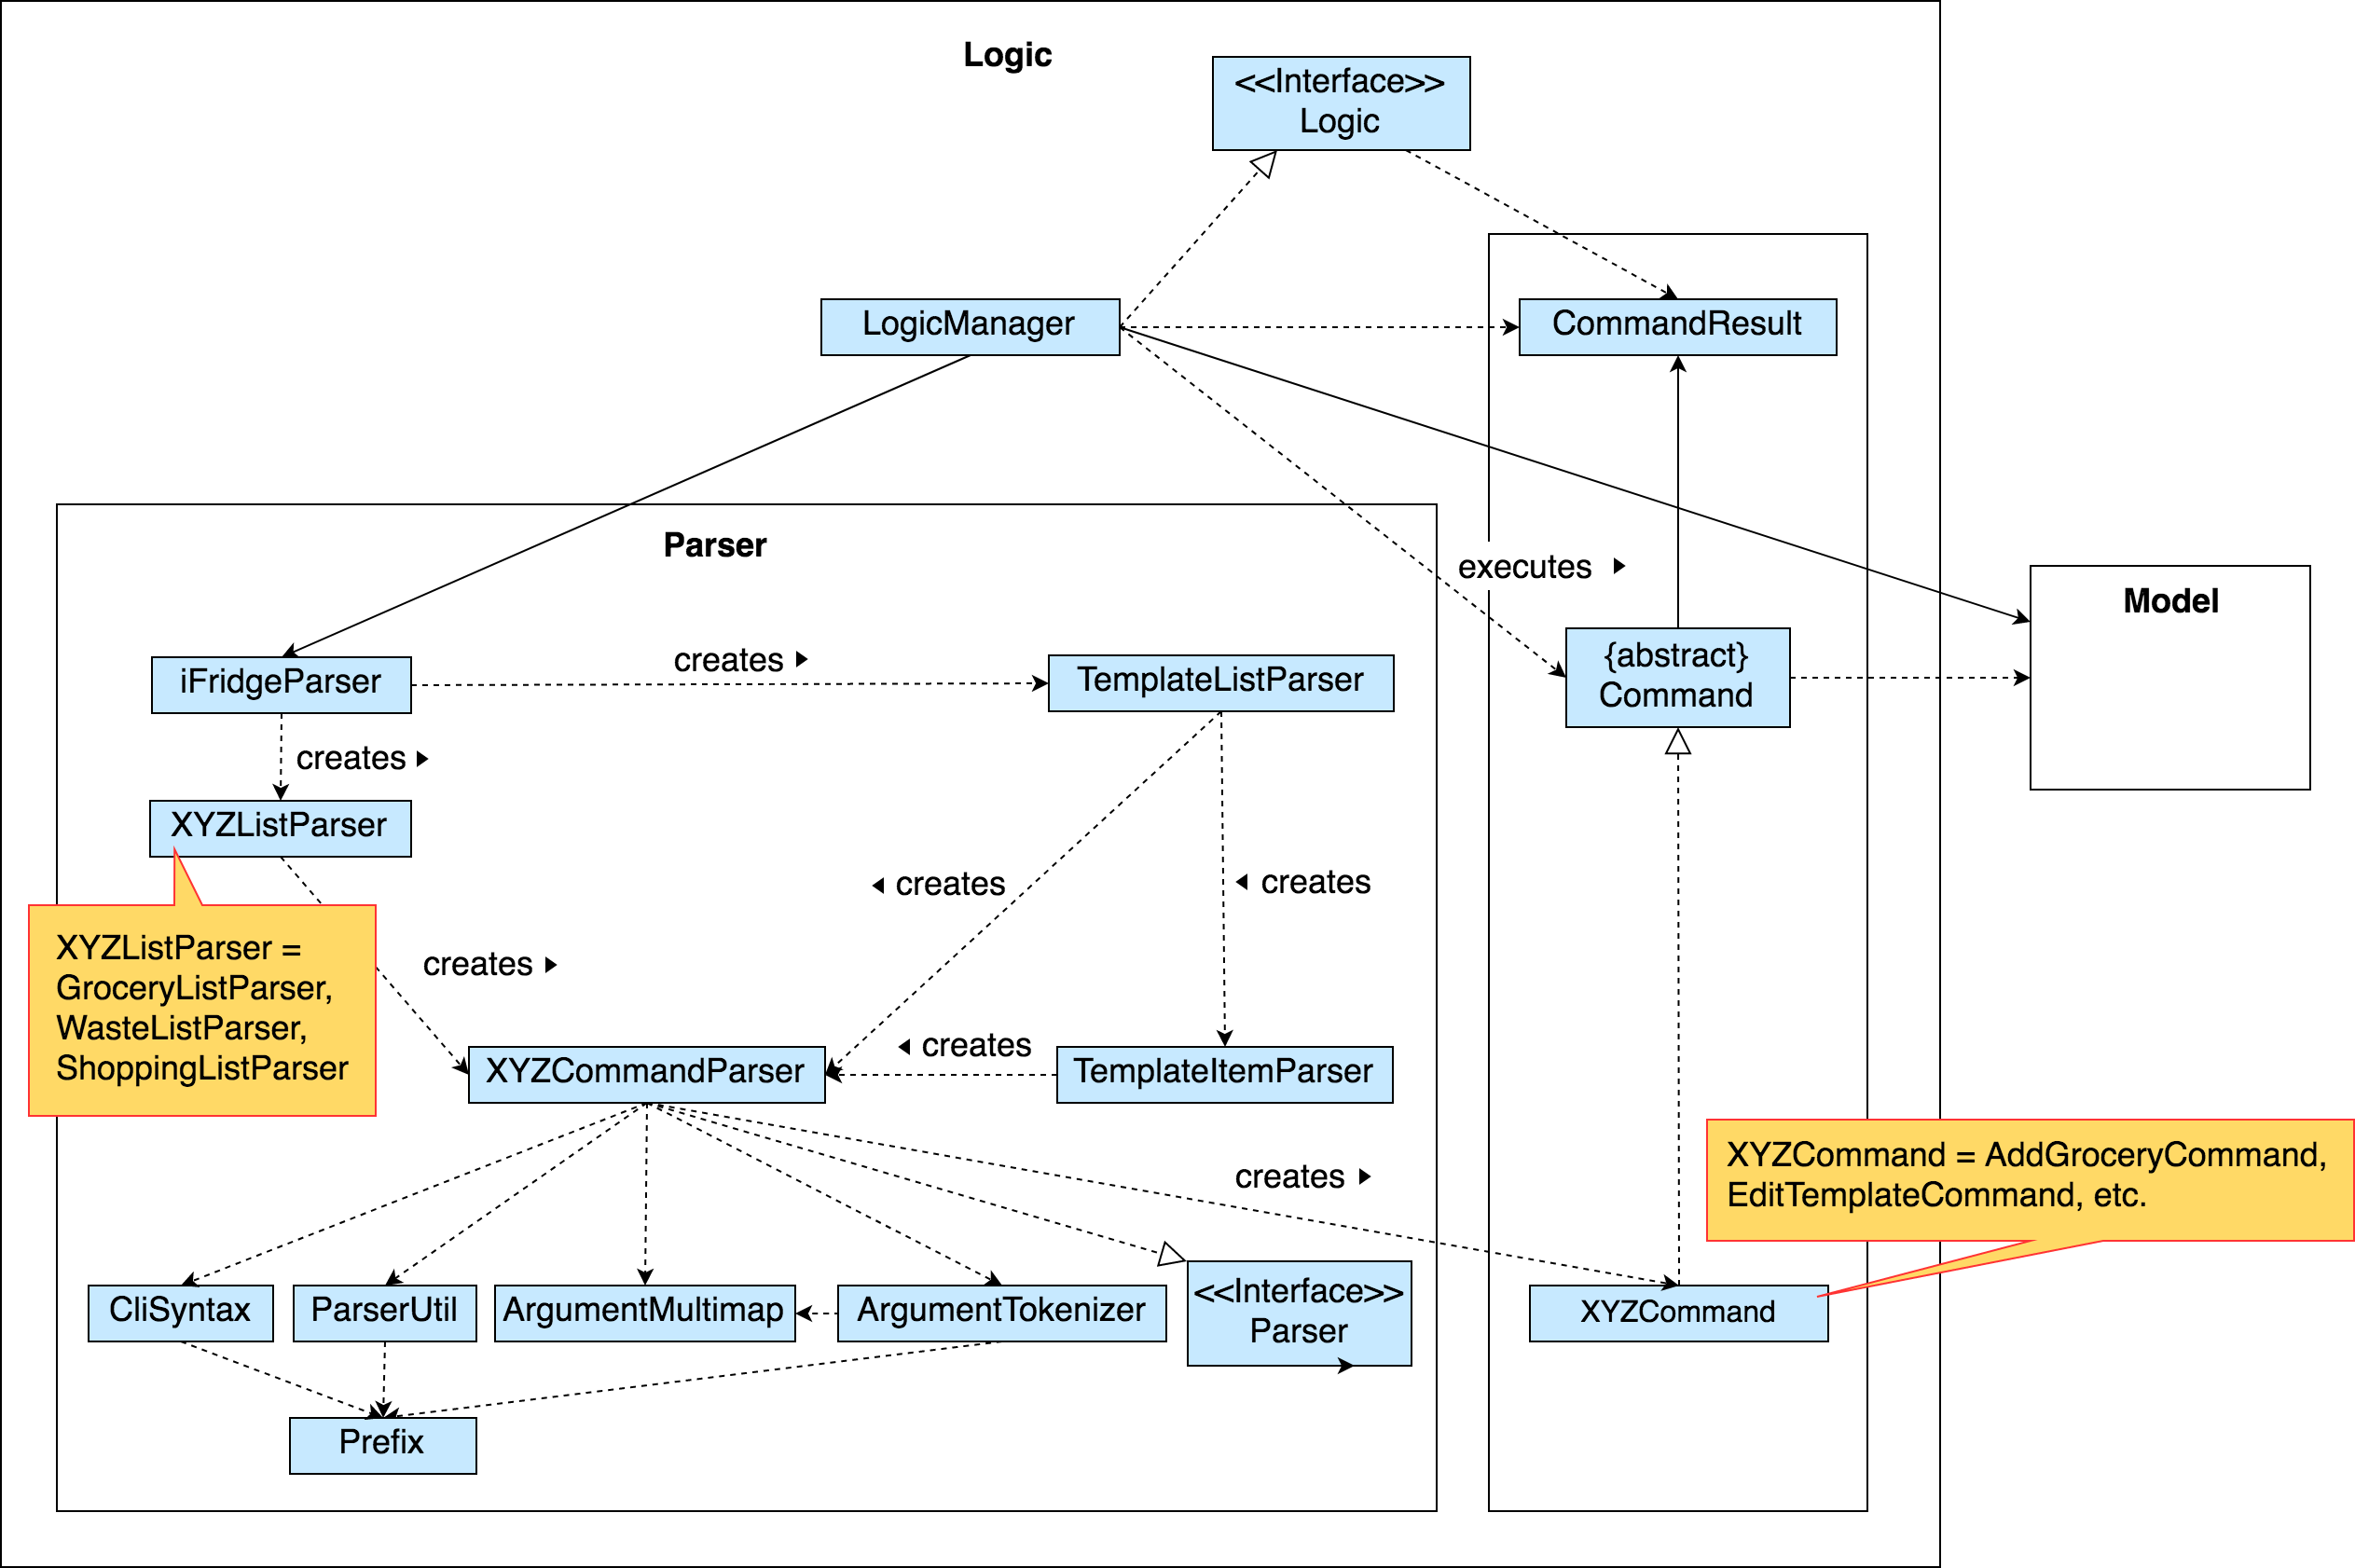 Logic
<<Interface>>
Logic
LogicManager
CommandResult
Parser
executes
Model
{abstract}
Command
iFridgeParser
creates
TemplateListParser
creates
XYZListParser
creates
creates
XYZListParser =
GroceryListParser,
WasteListParser,
ShoppingListParser
creates
XYZCommandParser
creates
TemplateItemParser
creates
XYZCommand = AddGroceryCommand,
EditTemplateCommand, etc.
CliSyntax
ParserUtil
ArgumentMultimap
ArgumentTokenizer
<<Interface>>
Parser
XYZCommand
Prefix